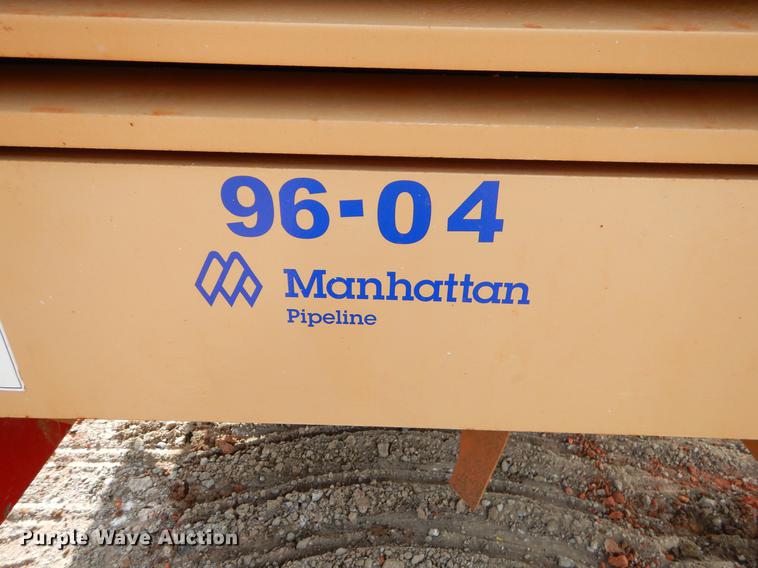 96-04
Manhattan
Pipeline
Purple Wave Auction